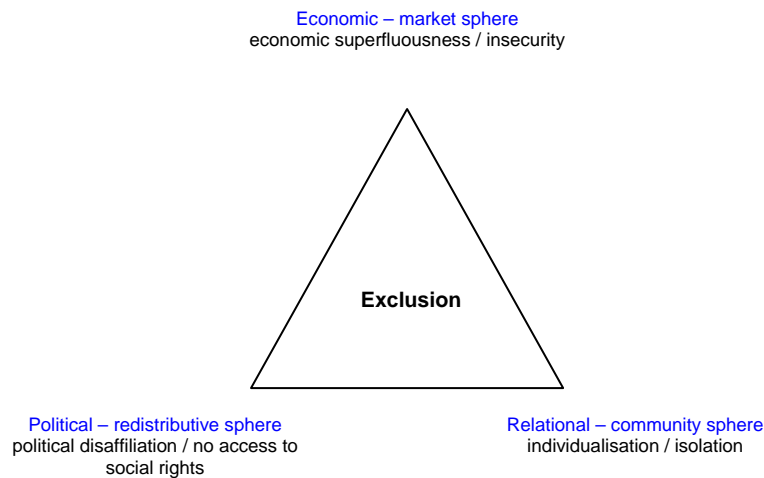 Economic – market sphere
economic superfluousness / insecurity
Exclusion
Political – redistributive sphere
political disaffiliation / no access to
social rights
Relational – community sphere
individualisation / isolation